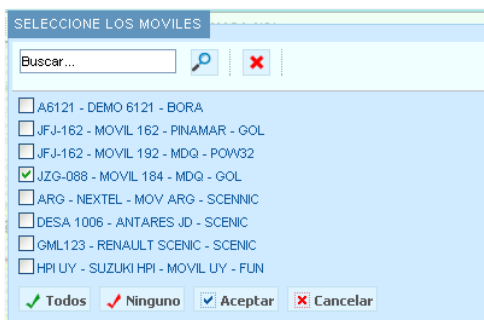 SELECCIONE LOS MOVILES
Buscar...
A6121 - DEMO 6121 - BORA
JFJ-162 - MOVIL 162 - PINAMAR - GOL
JFJ-162 - MOVIL 192 - MDQ - POW32
JZG-088 - MOVIL 184 - MDQ - GOL
ARG - NEXTEL - MOV ARG - SCENNIC
DESA 1006 - ANTARES JD - SCENIC
GML123 - RENAULT SCENIC - SCENIC
HPI UY - SUZUKI HPI - MOVIL UY - FUN
Todos Ninguno Aceptar Cancelar